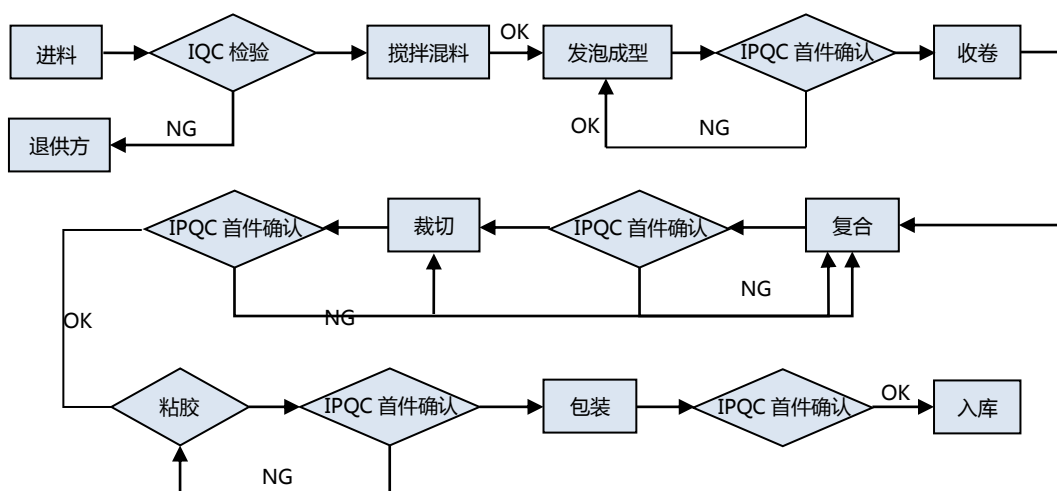 进料
IQC 检验
搅拌混料
OK
发泡成型
IPQC 首件确认
收卷
NG
退供方
OK
NG
IPQC 首件确认
裁切
IPQC 首件确认
复合
NG
NG
OK
粘胶
IPQC 首件确认
包装
IPQC 首件确认
OK
入库
NG